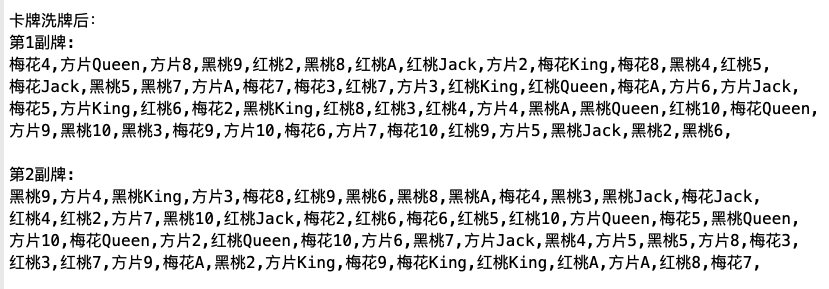 卡牌洗牌后:
第1副牌:
梅花4,方片Queen,方片8,黑桃9,红桃2,黑桃8,红桃A,红桃Jack,方片2,梅花King,梅花8,黑桃4,红桃5,
梅花Jack,黑桃5,黑桃7,方片A,梅花7,梅花3,红桃7,方片3,红桃King,红桃Queen,梅花A,方片6,方片Jack,
梅花5,方片King,红桃6,梅花2,黑桃King,红桃8,红桃3,红桃4,方片4,黑桃A,黑桃Queen,红桃10,梅花Queen,
方片9,黑桃10,黑桃3,梅花9,方片10,梅花6,方片7,梅花10,红桃9,方片5,黑桃Jack,黑桃2,黑桃6,
第2副牌:
黑桃9,方片4,黑桃King,方片3,梅花8,红桃9,黑桃6,黑桃8,黑桃A,梅花4,黑桃3,黑桃Jack,梅花Jack,
红桃4,红桃2,方片7,黑桃10,红桃Jack,梅花2,红桃6,梅花6,红桃5,红桃10,方片Queen,梅花5,黑桃Queen,
方片10,梅花Queen,方片2,红桃Queen,梅花10,方片6,黑桃7,方片Jack,黑桃4,方片5,黑桃5,方片8,梅花3,
红桃3,红桃7,方片9,梅花A,黑桃2,方片King,梅花9,梅花King,红桃King,红桃A,方片A,红桃8,梅花7,